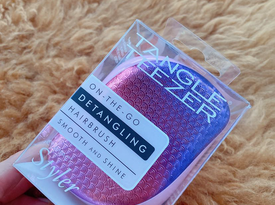 TANGLE
TEEZER
ON-THE-GO
DETANGLING
HAIRBRUSH
SMOOTH AND SHINE
Styler